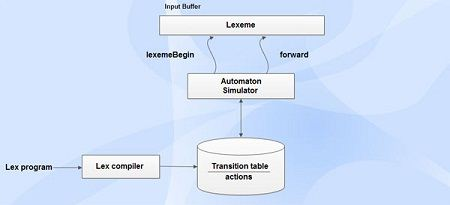 Input Buffer
Lexeme
lexemeBegin
forward
Automaton
Simulator
Lex program
Lex compiler
Transition table
actions